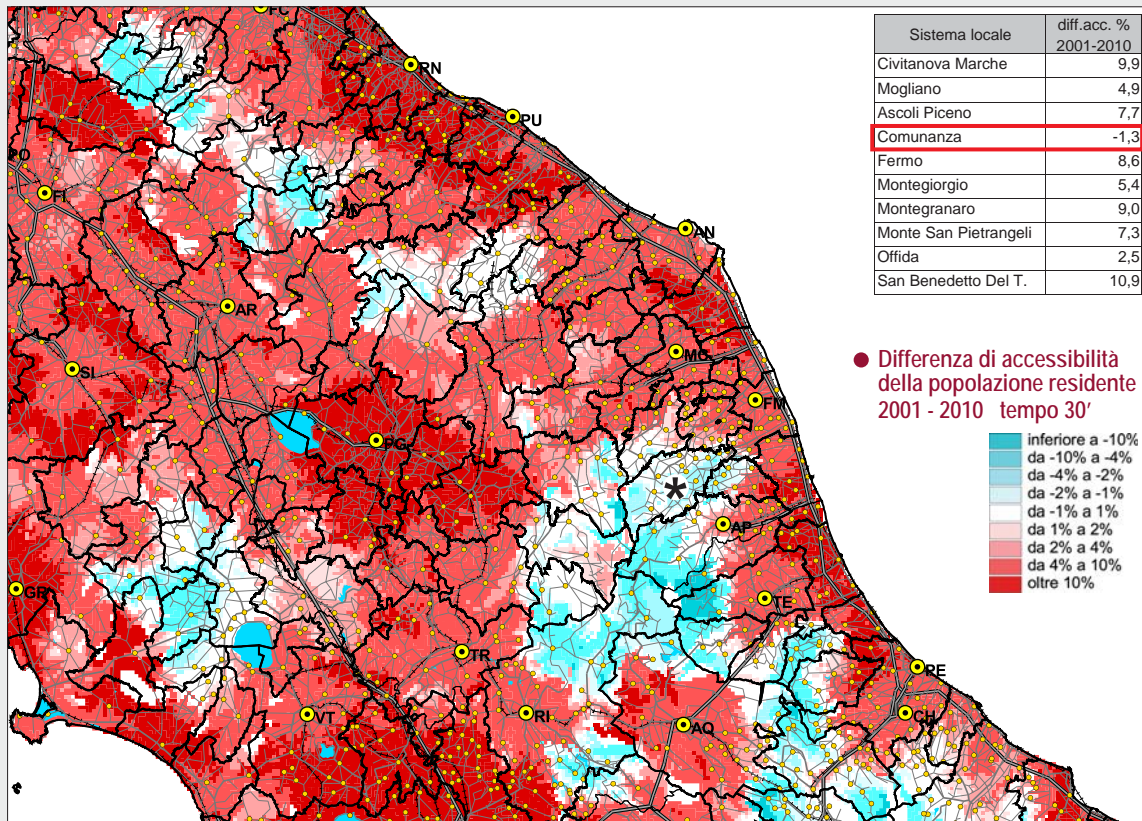 Sistema locale diff.acc. % 2001-2010
Civitanova Marche 9,9
Mogliano 4,9
Ascoli Piceno 7,7
Comunanza -1,3
Fermo 8,6
Montegiorgio 5,4
Montegranaro 9,0
Monte San Pietrangeli 7,3
Offida 2,5
San Benedetto Del T. 10,9
● Differenza di accessibilità
della popolazione residente
2001 - 2010 tempo 30'
inferiore a -10%
da -10% a -4%
da -4% a -2%
da -2% a -1%
da -1% a 1%
da 1% a 2%
da 2% a 4%
da 4% a 10%
oltre 10%
FC
RN
PU
FI
AN
AR
MC
SI
FM
PG
*
AP
GR
TE
TR
PE
VT
RI
AQ
CH